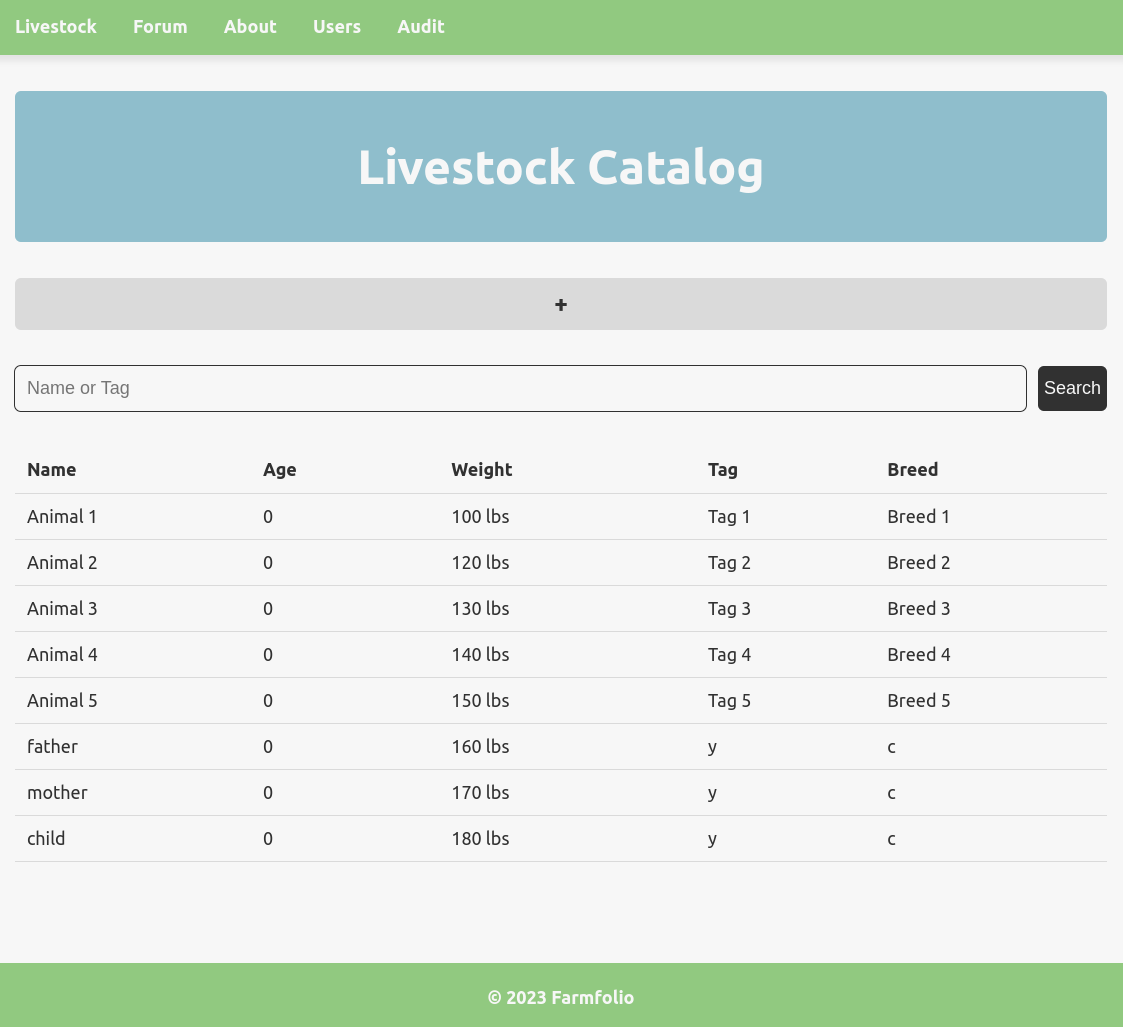 Livestock Forum About Users Audit
Livestock Catalog
+
Name or Tag Search
Name Age Weight Tag Breed
Animal 1 0 100 lbs Tag 1 Breed 1
Animal 2 0 120 lbs Tag 2 Breed 2
Animal 3 0 130 lbs Tag 3 Breed 3
Animal 4 0 140 lbs Tag 4 Breed 4
Animal 5 0 150 lbs Tag 5 Breed 5
father 0 160 lbs y c
mother 0 170 lbs y c
child 0 180 lbs y c
© 2023 Farmfolio